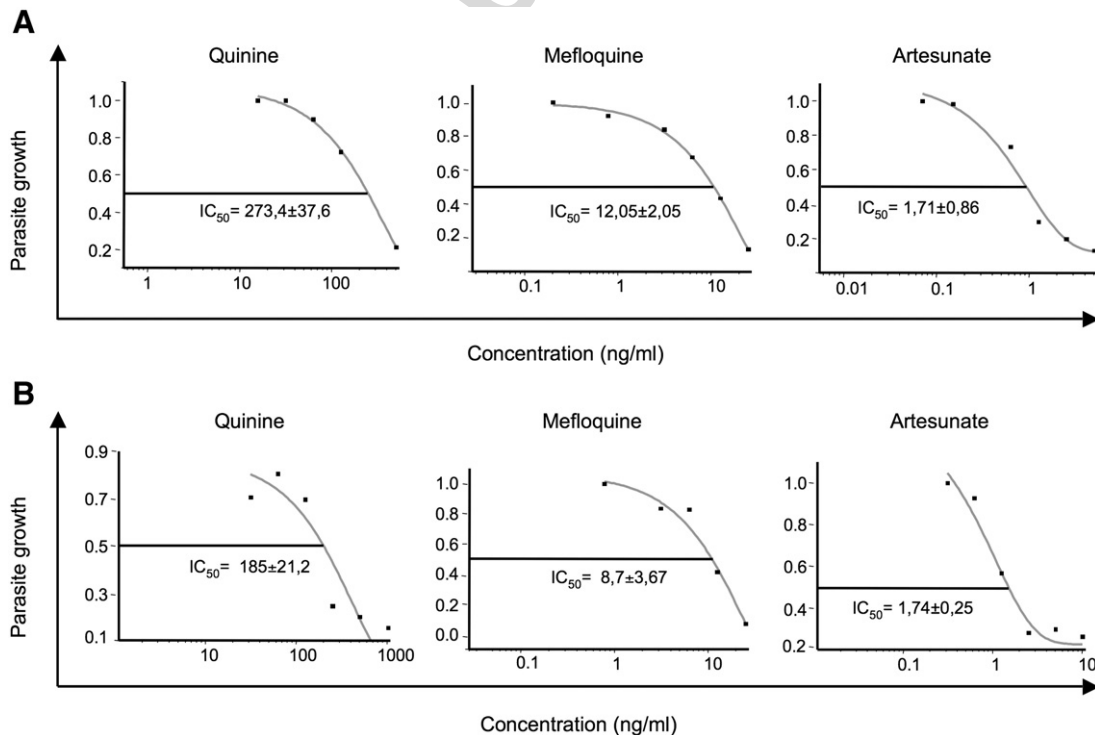 A
Quinine
1.0
0.8
0.6
0.4
0.2
IC50= 273,4±37,6
1 10 100
Mefloquine
1.0
0.8
0.6
0.4
0.2
IC50= 12,05±2,05
0.1 1 10
Artesunate
1.0
0.8
0.6
0.4
0.2
IC50= 1,71±0,86
0.01 0.1 1
Parasite growth
Concentration (ng/ml)
B
Quinine
0.9
0.7
0.5
0.3
0.1
IC50= 185±21,2
10 100 1000
Mefloquine
1.0
0.8
0.6
0.4
0.2
0.0
IC50= 8,7±3,67
0.1 1 10
Artesunate
1.0
0.8
0.6
0.4
0.2
IC50= 1,74±0,25
0.1 1 10
Parasite growth
Concentration (ng/ml)